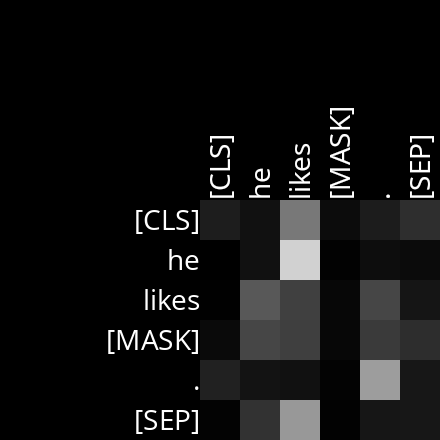 [CLS] he likes [MASK] . [SEP]
[CLS]
he
likes
[MASK]
.
[SEP]